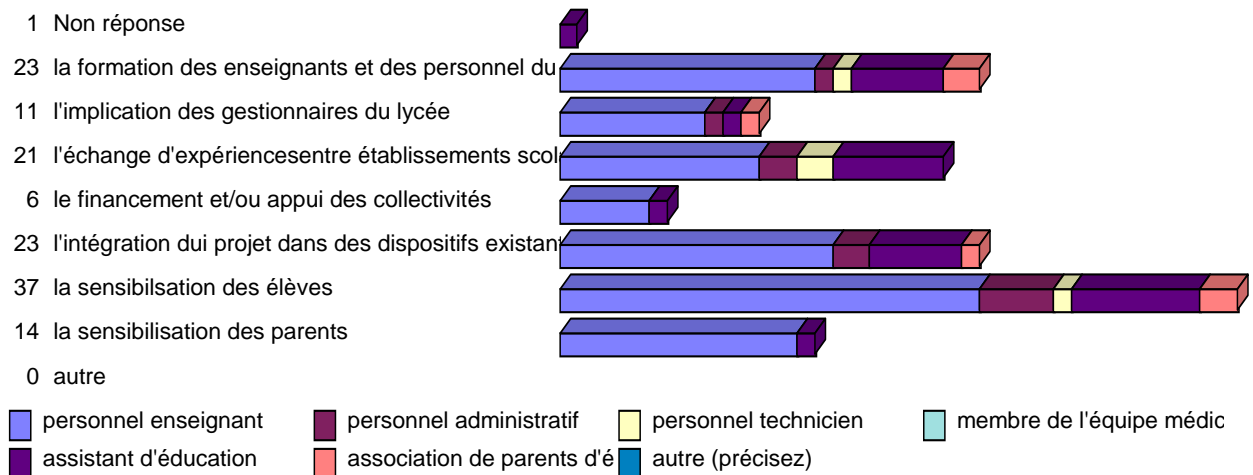 1 Non réponse
23 la formation des enseignants et des personnel du
11 l'implication des gestionnaires du lycée
21 l'échange d'expériencesentre établissements scol
6 le financement et/ou appui des collectivités
23 l'intégration dui projet dans des dispositifs existant
37 la sensibilsation des élèves
14 la sensibilisation des parents
0 autre
personnel enseignant personnel administratif personnel technicien membre de l'équipe médic
assistant d'éducation association de parents d'é autre (précisez)